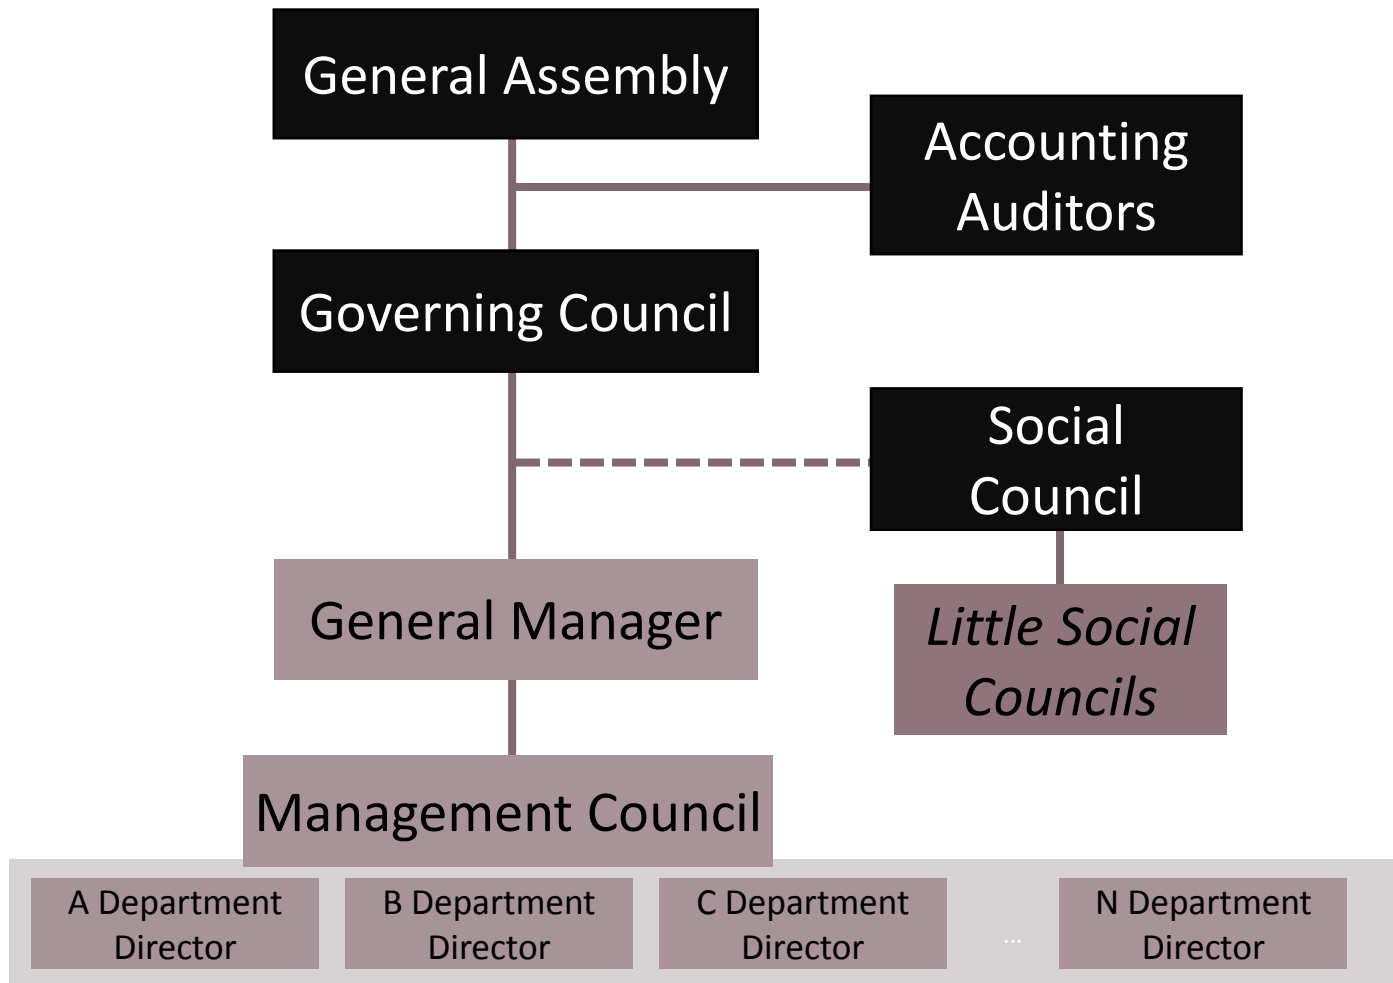 General Assembly
Accounting
Auditors
Governing Council
Social
Council
General Manager
Little Social
Councils
Management Council
A Department
Director
B Department
Director
C Department
Director
...
N Department
Director